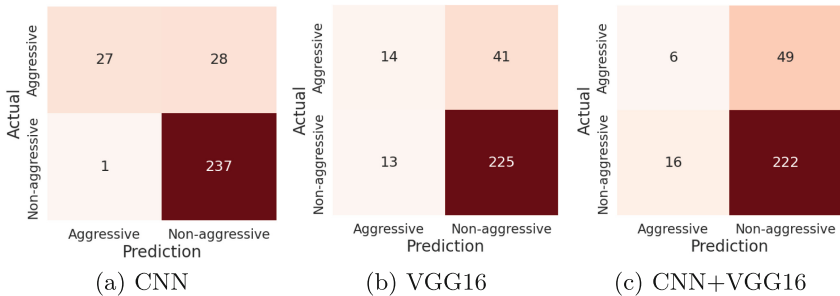 Actual
Aggressive
Non-aggressive
27 28
1 237
Aggressive Non-aggressive
Prediction
(a) CNN
Actual
Aggressive
Non-aggressive
14 41
13 225
Aggressive Non-aggressive
Prediction
(b) VGG16
Actual
Aggressive
Non-aggressive
6 49
16 222
Aggressive Non-aggressive
Prediction
(c) CNN+VGG16